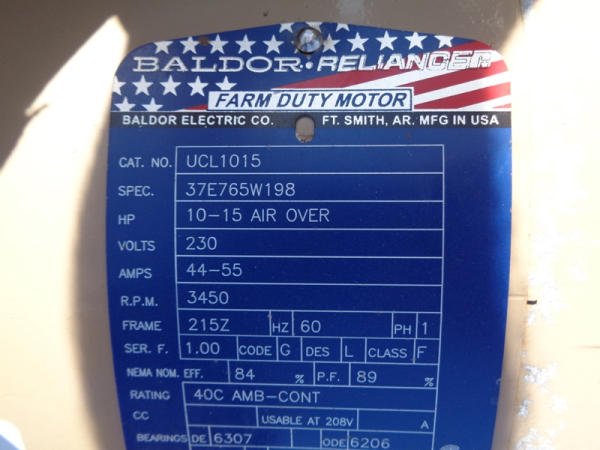 BALDOR•RELIANCER
FARM DUTY MOTOR
BALDOR ELECTRIC CO. FT. SMITH, AR. MFG IN USA
CAT. NO. UCL1015
SPEC. 37E765W198
HP 10-15 AIR OVER
VOLTS 230
AMPS 44-55
R.P.M. 3450
FRAME 215Z HZ 60 PH 1
SER. F. 1.00 CODE G DES L CLASS F
NEMA NOM. EFF. 84 % P.F. 89 %
RATING 40C AMB-CONT
CC USABLE AT 208V A
BEARINGS DE 6307 ODE 6206